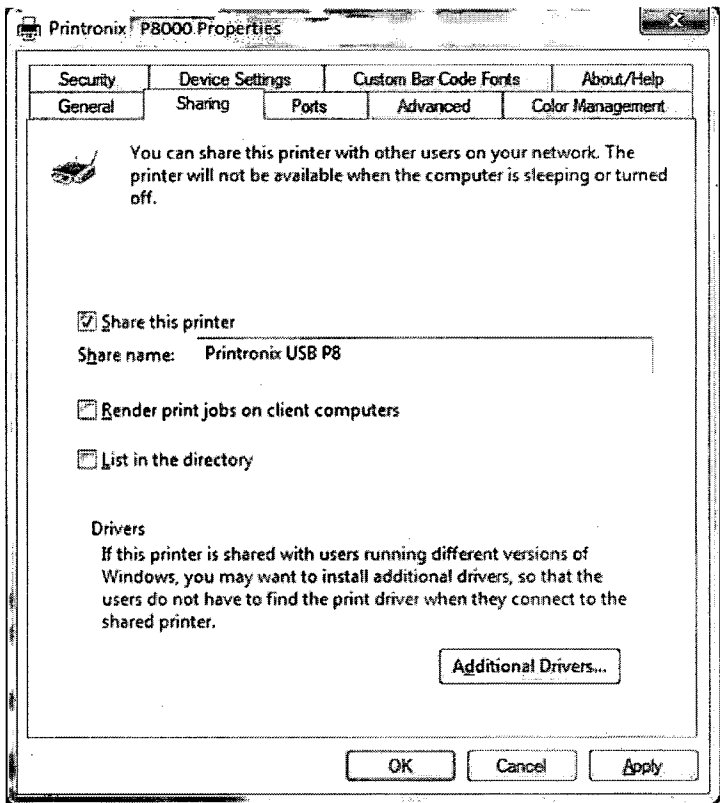 Printronix P8000 Properties
Security Device Settings Custom Bar Code Fonts About/Help
General Sharing Ports Advanced Color Management
You can share this printer with other users on your network. The
printer will not be available when the computer is sleeping or turned
off.
Share this printer
Share name: Printronix USB P8
Render print jobs on client computers
List in the directory
Drivers
If this printer is shared with users running different versions of
Windows, you may want to install additional drivers, so that the
users do not have to find the print driver when they connect to the
shared printer.
Additional Drivers...
OK Cancel Apply